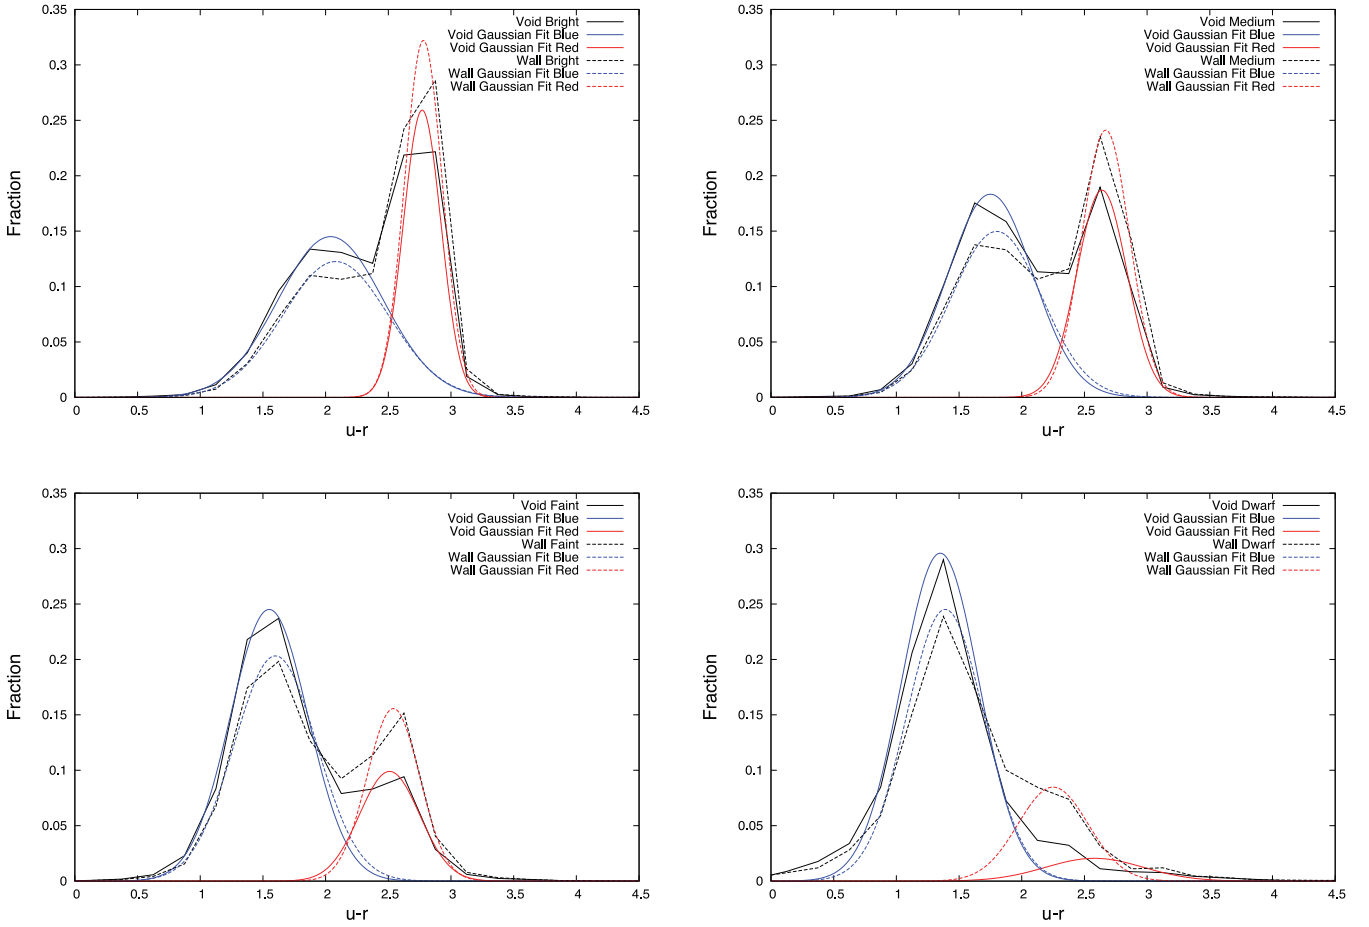 0.35
0.3
0.25
0.2
0.15
0.1
0.05
0
Fraction
0 0.5 1 1.5 2 2.5 3 3.5 4 4.5
u-r
Void Bright
Void Gaussian Fit Blue
Void Gaussian Fit Red
Wall Bright
Wall Gaussian Fit Blue
Wall Gaussian Fit Red
0.35
0.3
0.25
0.2
0.15
0.1
0.05
0
Fraction
0 0.5 1 1.5 2 2.5 3 3.5 4 4.5
u-r
Void Medium
Void Gaussian Fit Blue
Void Gaussian Fit Red
Wall Medium
Wall Gaussian Fit Blue
Wall Gaussian Fit Red
0.35
0.3
0.25
0.2
0.15
0.1
0.05
0
Fraction
0 0.5 1 1.5 2 2.5 3 3.5 4 4.5
u-r
Void Faint
Void Gaussian Fit Blue
Void Gaussian Fit Red
Wall Faint
Wall Gaussian Fit Blue
Wall Gaussian Fit Red
0.35
0.3
0.25
0.2
0.15
0.1
0.05
0
Fraction
0 0.5 1 1.5 2 2.5 3 3.5 4 4.5
u-r
Void Dwarf
Void Gaussian Fit Blue
Void Gaussian Fit Red
Wall Dwarf
Wall Gaussian Fit Blue
Wall Gaussian Fit Red